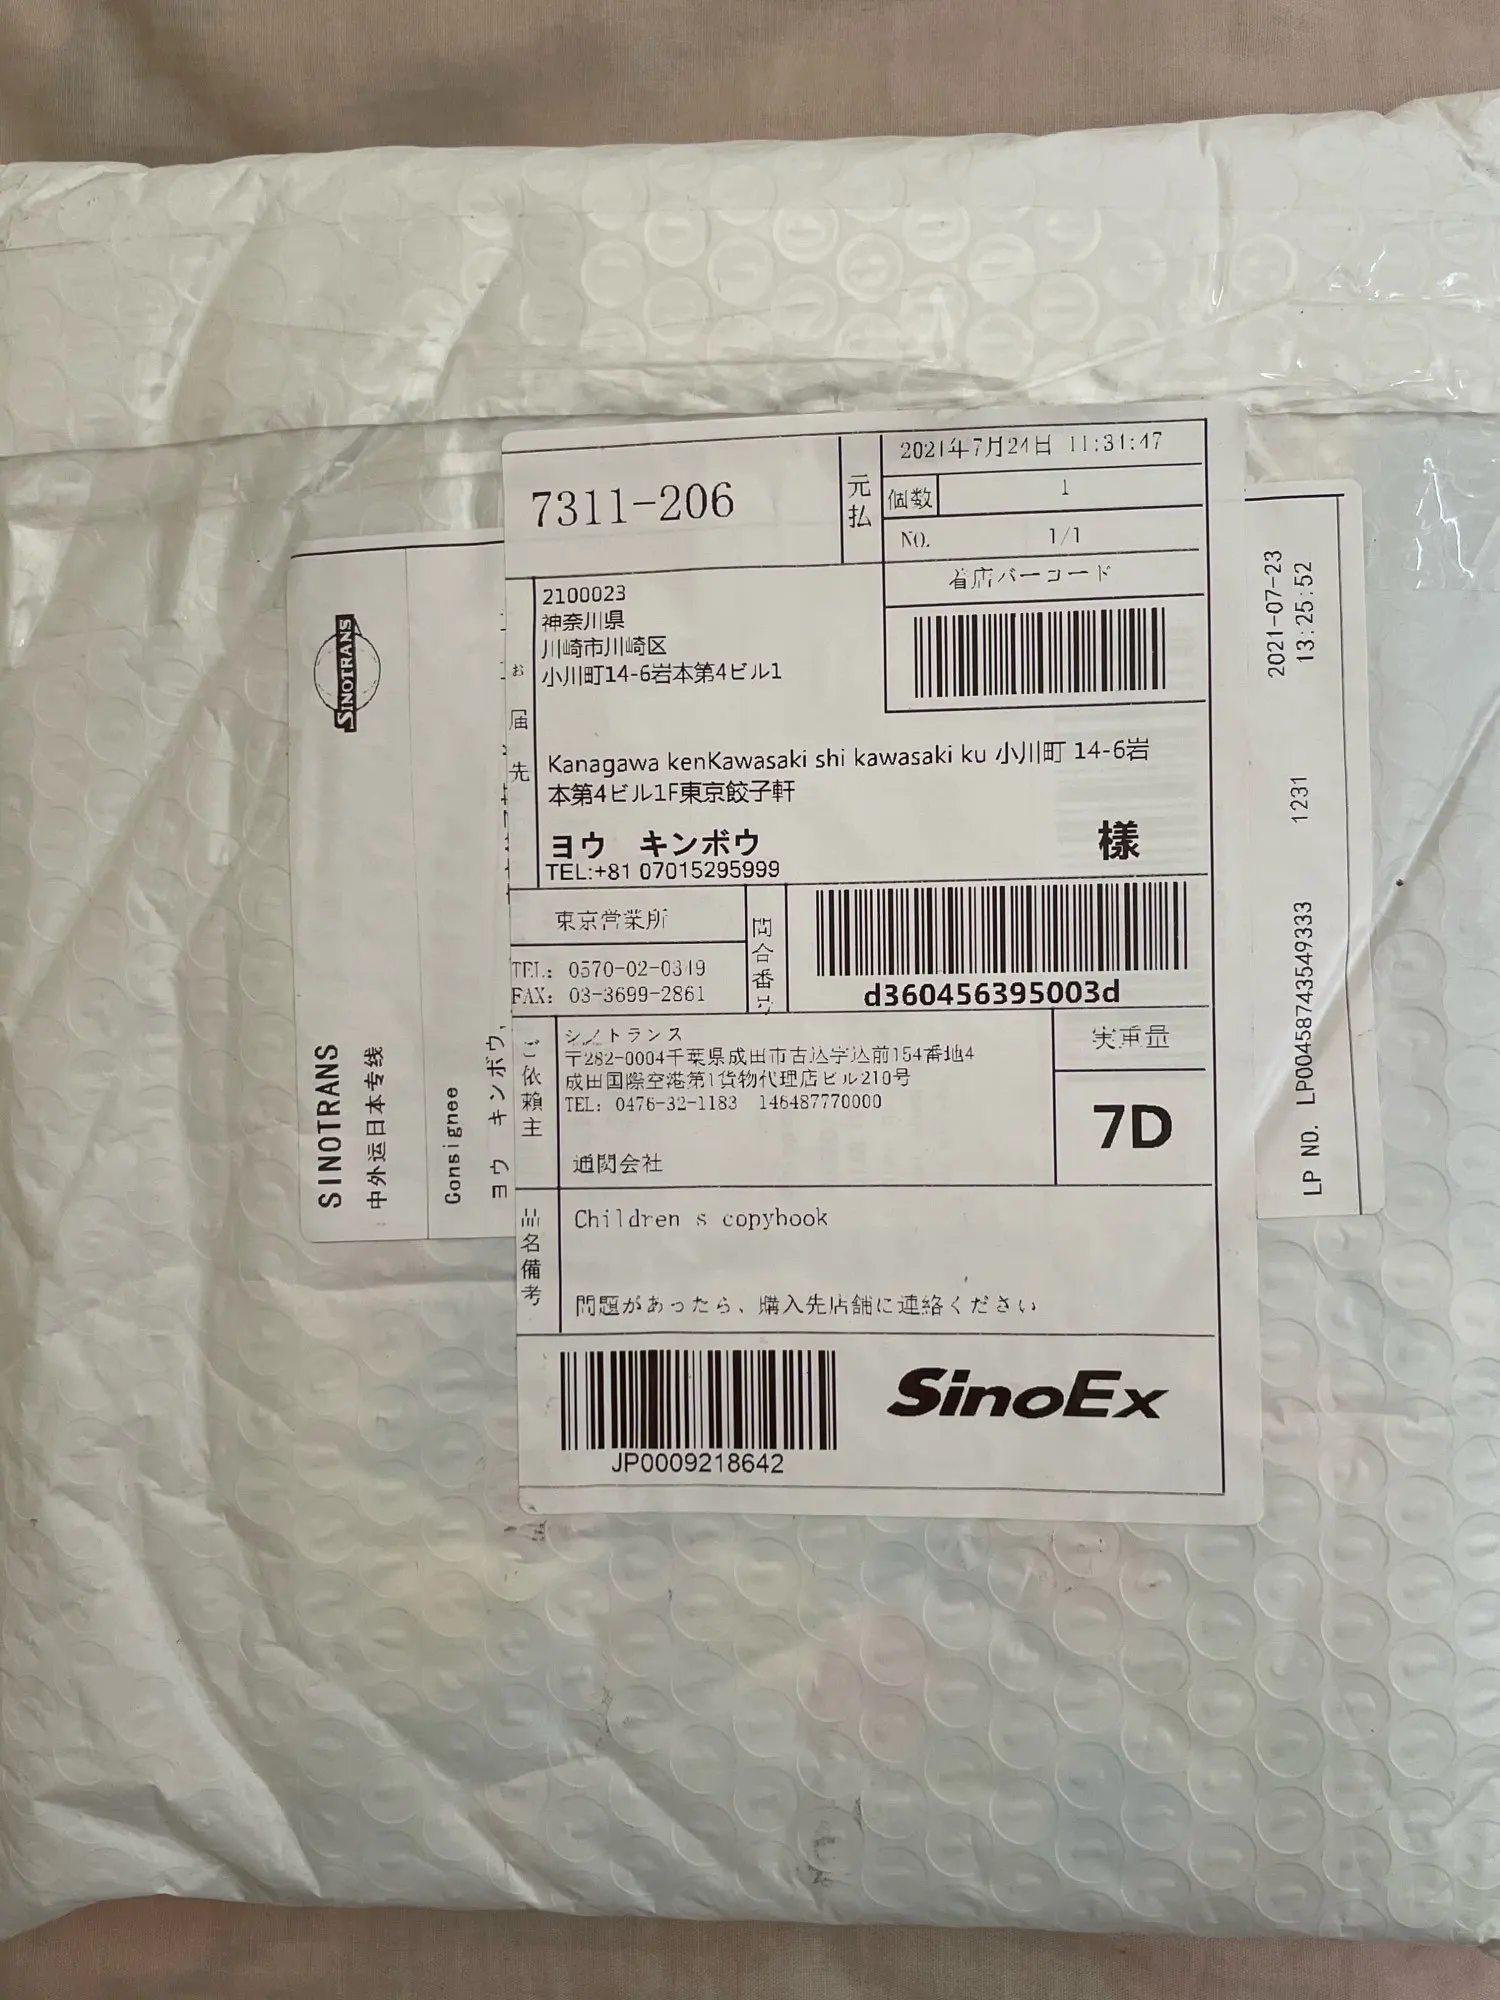 7311-206
元払
2021年7月24日 11:31:47
個数 1
NO. 1/1
着店バーコード
お届先
2100023
神奈川県
川崎市川崎区
小川町14-6岩本第4ビル1
Kanagawa kenKawasaki shi kawasaki ku 小川町 14-6岩
本第4ビル1F東京餃子軒
ヨウ キンボウ 様
TEL:+81 07015295999
東京営業所
TEL: 0570-02-0349
FAX: 03-3699-2861
問合番号
d360456395003d
ご依頼主
シノトランス
〒282-0004千葉県成田市古込字込前154番地4
成田国際空港第1貨物代理店ビル210号
TEL: 0476-32-1183 146487770000
通関会社
実重量
7D
品名備考
Children s copybook
問題があったら、購入先店舗に連絡ください
JP0009218642
SinoEx
SINOTRANS
SINOTRANS
中外运日本专线
Consignee
ヨウ キンボウ,
2021-07-23
13:25:52
1231
LP NO. LP00458743549333